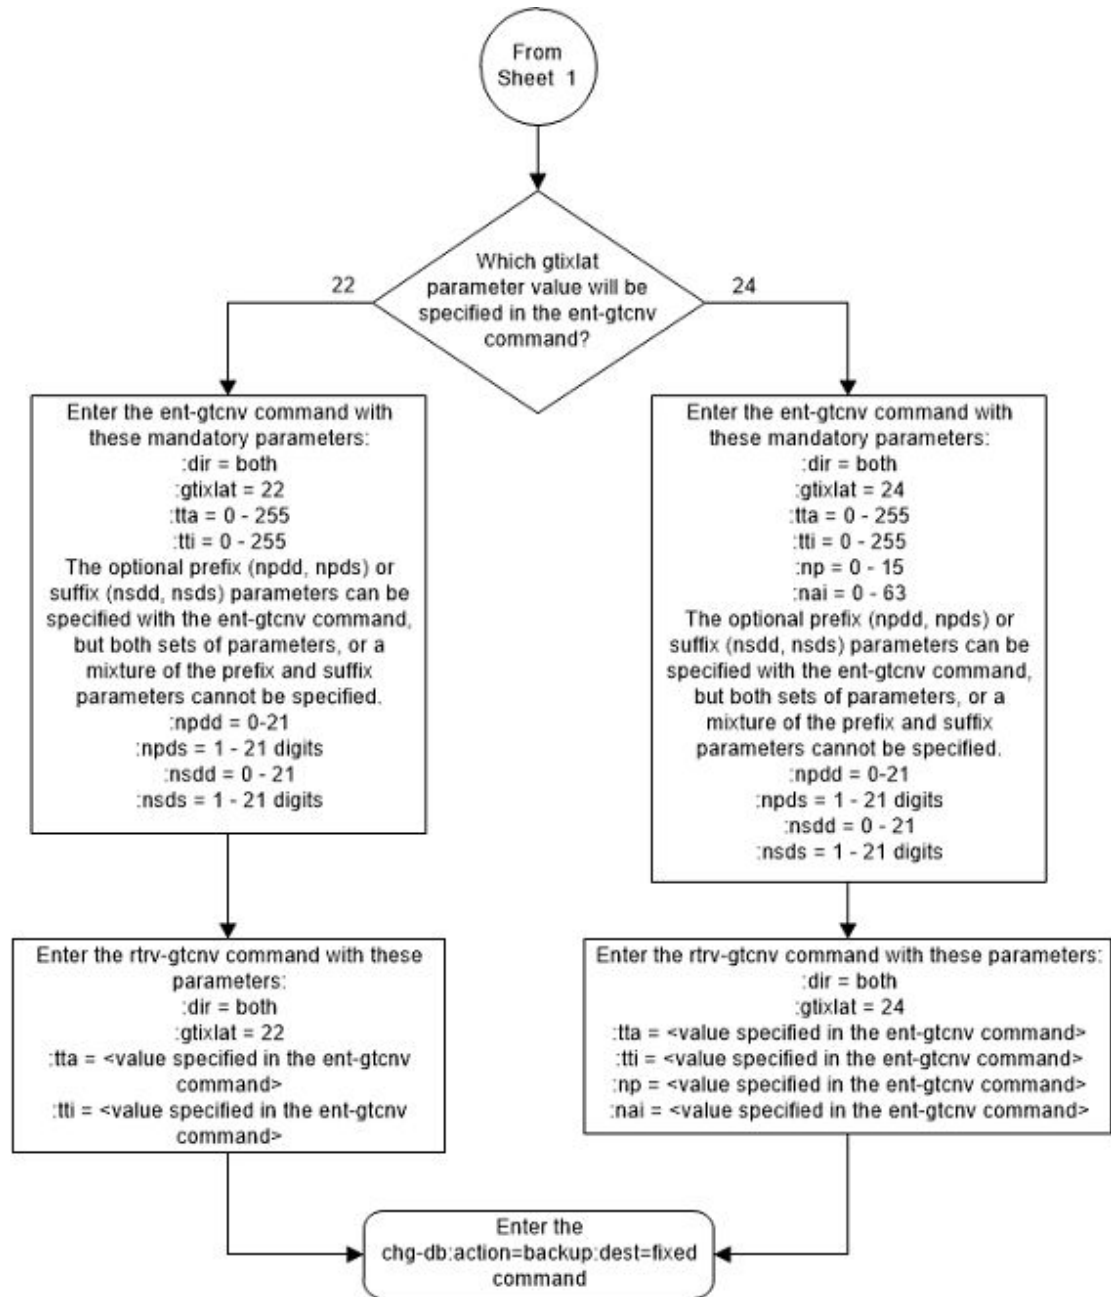 From
Sheet 1
Which gtixlat
parameter value will be
specified in the ent-gtcnv
command?
22
24
Enter the ent-gtcnv command with
these mandatory parameters:
:dir = both
:gtixlat = 22
:tta = 0 - 255
:tti = 0 - 255
The optional prefix (npdd, npds) or
suffix (nsdd, nsds) parameters can be
specified with the ent-gtcnv command,
but both sets of parameters, or a
mixture of the prefix and suffix
parameters cannot be specified.
:npdd = 0-21
:npds = 1 - 21 digits
:nsdd = 0 - 21
:nsds = 1 - 21 digits
Enter the ent-gtcnv command with
these mandatory parameters:
:dir = both
:gtixlat = 24
:tta = 0 - 255
:tti = 0 - 255
:np = 0 - 15
:nai = 0 - 63
The optional prefix (npdd, npds) or
suffix (nsdd, nsds) parameters can be
specified with the ent-gtcnv command,
but both sets of parameters, or a
mixture of the prefix and suffix
parameters cannot be specified.
:npdd = 0-21
:npds = 1 - 21 digits
:nsdd = 0 - 21
:nsds = 1 - 21 digits
Enter the rtrv-gtcnv command with these
parameters:
:dir = both
:gtixlat = 22
:tta = <value specified in the ent-gtcnv
command>
:tti = <value specified in the ent-gtcnv
command>
Enter the rtrv-gtcnv command with these parameters:
:dir = both
:gtixlat = 24
:tta = <value specified in the ent-gtcnv command>
:tti = <value specified in the ent-gtcnv command>
:np = <value specified in the ent-gtcnv command>
:nai = <value specified in the ent-gtcnv command>
Enter the
chg-db:action=backup:dest=fixed
command